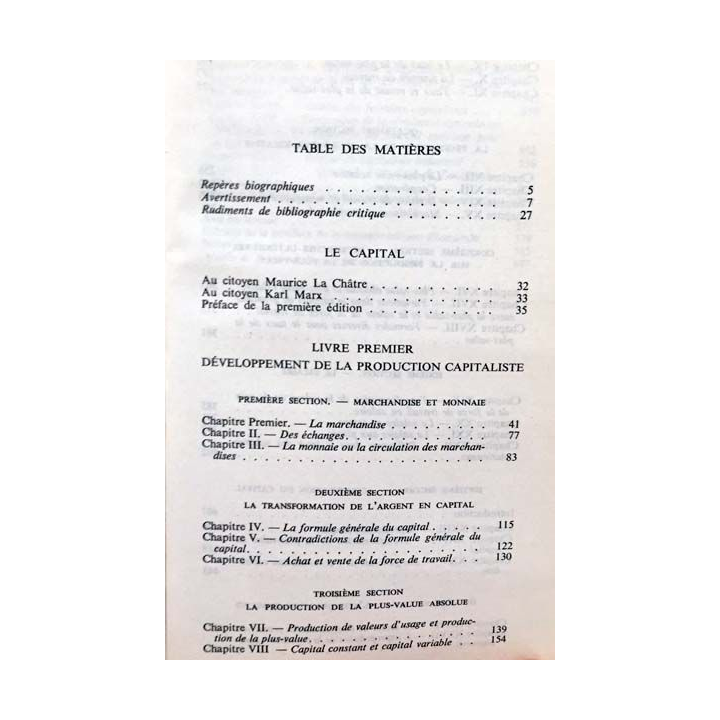 TABLE DES MATIÈRES
Repères biographiques . . . . . . . . . . . . . . . 5
Avertissement . . . . . . . . . . . . . . . . . . . 7
Rudiments de bibliographie critique . . . . . . . . 27
LE CAPITAL
Au citoyen Maurice La Châtre . . . . . . . . . . . 32
Au citoyen Karl Marx . . . . . . . . . . . . . . . 33
Préface de la première édition . . . . . . . . . . 35
LIVRE PREMIER
DÉVELOPPEMENT DE LA PRODUCTION CAPITALISTE
PREMIÈRE SECTION. — MARCHANDISE ET MONNAIE
Chapitre Premier. — La marchandise . . . . . . . . 41
Chapitre II. — Des échanges . . . . . . . . . . . . 77
Chapitre III. — La monnaie ou la circulation des marchan-
dises . . . . . . . . . . . . . . . . . . . . . . 83
DEUXIÈME SECTION
LA TRANSFORMATION DE L'ARGENT EN CAPITAL
Chapitre IV. — La formule générale du capital . . . . . 115
Chapitre V. — Contradictions de la formule générale du
capital . . . . . . . . . . . . . . . . . . . . . 122
Chapitre VI. — Achat et vente de la force de travail . . . 130
TROISIÈME SECTION
LA PRODUCTION DE LA PLUS-VALUE ABSOLUE
Chapitre VII. — Production de valeurs d'usage et produc-
tion de la plus-value . . . . . . . . . . . . . . . 139
Chapitre VIII — Capital constant et capital variable . . 154